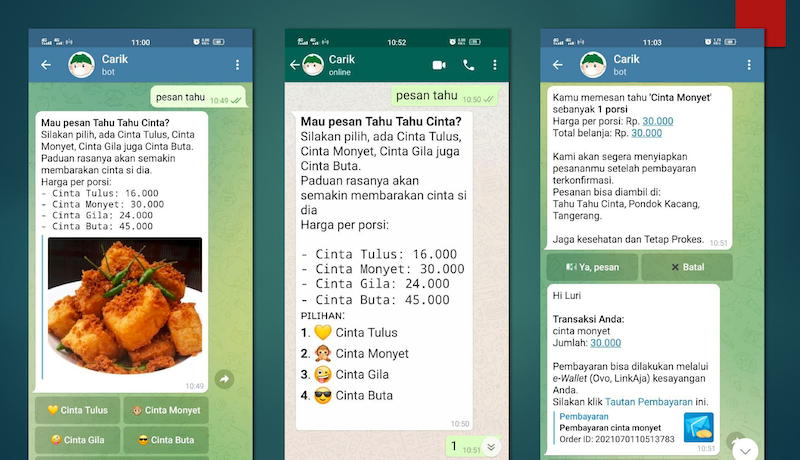 11:00
Carik
bot
pesan tahu
10:49
Mau pesan Tahu Tahu Cinta?
Silakan pilih, ada Cinta Tulus, Cinta
Monyet, Cinta Gila juga Cinta Buta.
Paduan rasanya akan semakin
membarakan cinta si dia.
Harga per porsi:
- Cinta Tulus: 16.000
- Cinta Monyet: 30.000
- Cinta Gila: 24.000
- Cinta Buta: 45.000
10:49
💛 Cinta Tulus
🙊 Cinta Monyet
🤪 Cinta Gila
😎 Cinta Buta
10:52
Carik
online
pesan tahu
10:50
Mau pesan Tahu Tahu Cinta?
Silakan pilih, ada Cinta Tulus,
Cinta Monyet, Cinta Gila juga
Cinta Buta.
Paduan rasanya akan
semakin membarakan cinta si
dia
Harga per porsi:
- Cinta Tulus: 16.000
- Cinta Monyet: 30.000
- Cinta Gila: 24.000
- Cinta Buta: 45.000
PILIHAN:
1. 💛 Cinta Tulus
2. 🙊 Cinta Monyet
3. 🤪 Cinta Gila
4. 😎 Cinta Buta
10:50
1
10:51
11:03
Carik
bot
Kamu memesan tahu 'Cinta Monyet'
sebanyak 1 porsi
Harga per porsi: Rp. 30.000
Total belanja: Rp. 30.000
Kami akan segera menyiapkan
pesananmu setelah pembayaran
terkonfirmasi.
Pesanan bisa diambil di:
Tahu Tahu Cinta, Pondok Kacang,
Tangerang.
Jaga kesehatan dan Tetap Prokes.
10:51
Ya, pesan
✖ Batal
Hi Luri
Transaksi Anda:
cinta monyet
Jumlah: 30.000
Pembayaran bisa dilakukan melalui
e-Wallet (Ovo, LinkAja) kesayangan
Anda.
Silakan klik Tautan Pembayaran ini.
Pembayaran
Pembayaran cinta monyet
Order ID: 2021070110513783
10:51